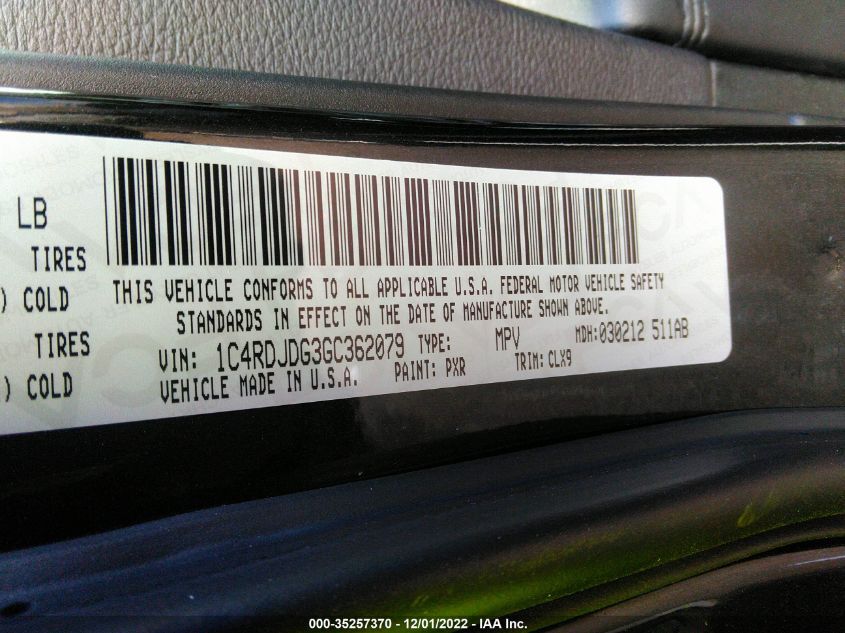 LB
TIRES
) COLD
TIRES
) COLD
THIS VEHICLE CONFORMS TO ALL APPLICABLE U.S.A. FEDERAL MOTOR VEHICLE SAFETY
STANDARDS IN EFFECT ON THE DATE OF MANUFACTURE SHOWN ABOVE.
VIN: 1C4RDJDG3GC362079 TYPE: MPV MDH:030212 511AB
VEHICLE MADE IN U.S.A. PAINT: PXR TRIM: CLX9
000-35257370 - 12/01/2022 - IAA Inc.